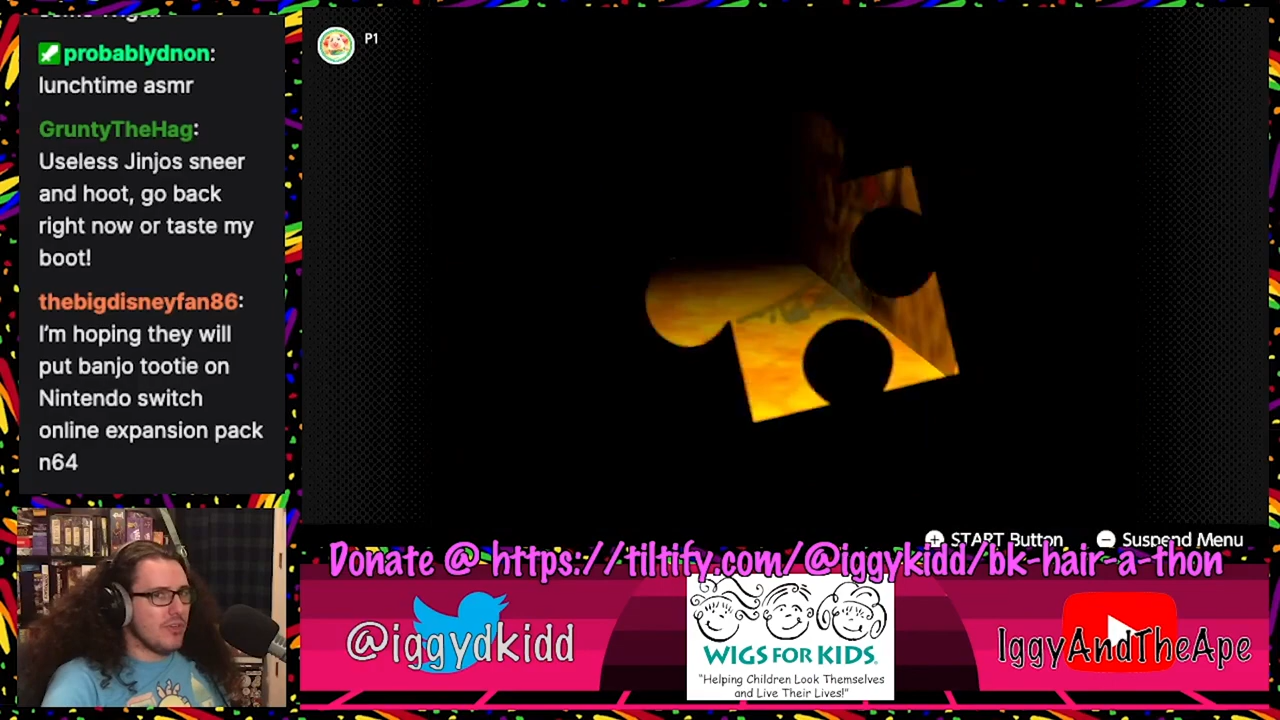 probablydnon:
lunchtime asmr
GruntyTheHag:
Useless Jinjos sneer
and hoot, go back
right now or taste my
boot!
thebigdisneyfan86:
I'm hoping they will
put banjo tootie on
Nintendo switch
online expansion pack
n64
P1
START Button
Suspend Menu
Donate @ https://tiltify.com/@iggykidd/bk-hair-a-thon
@iggydkidd
WIGS FOR KIDS.
"Helping Children Look Themselves
and Live Their Lives!"
IggyAndTheApe